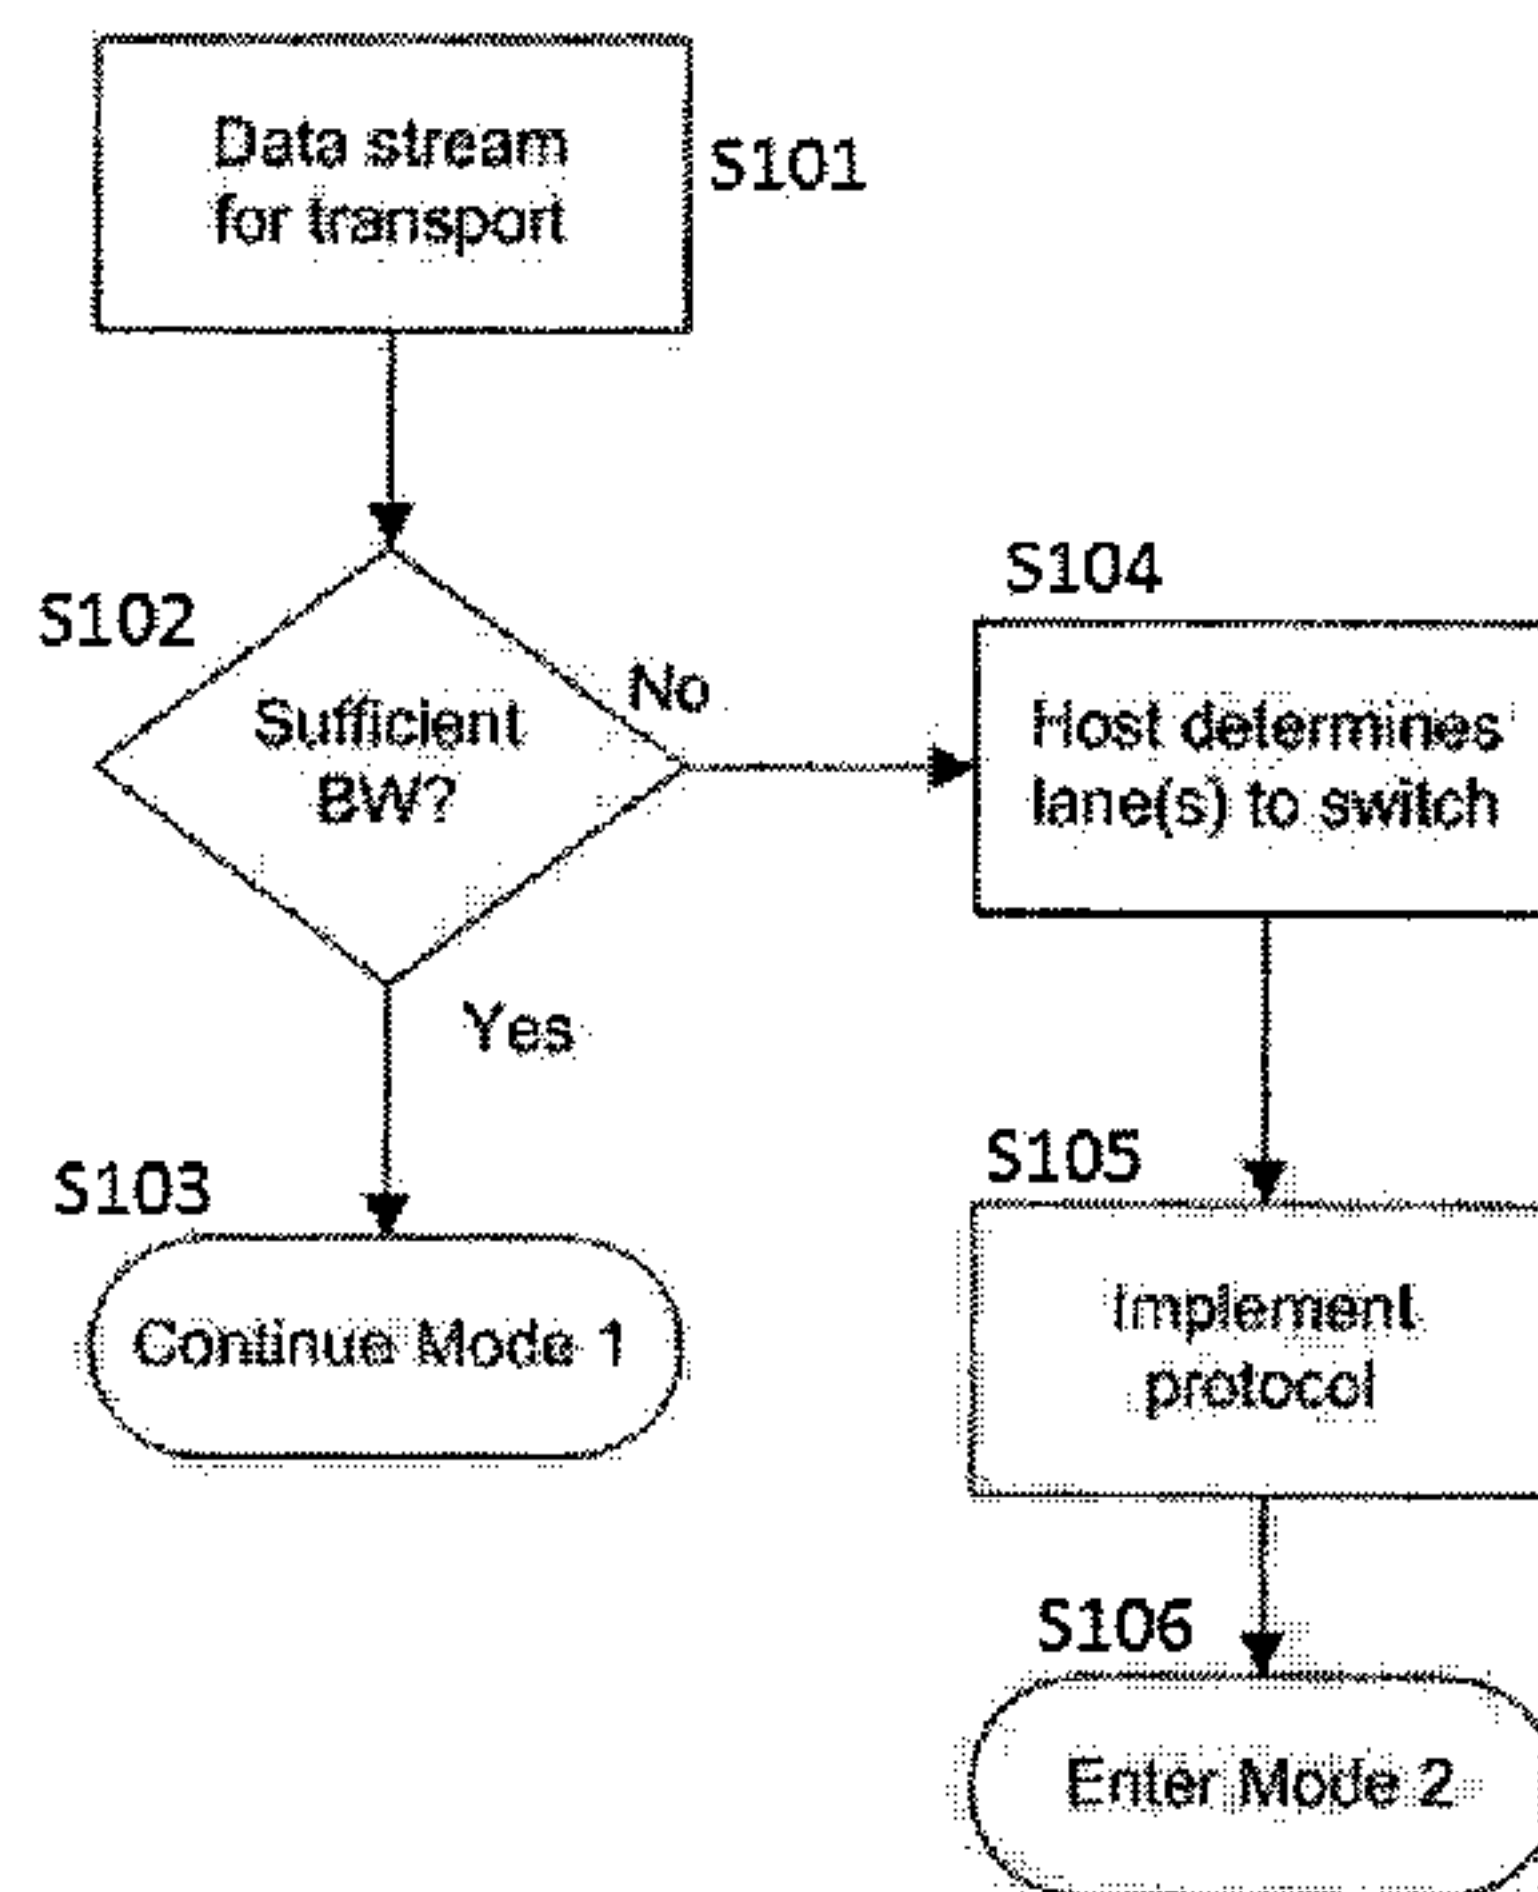 Data stream
for transport
S101
S102
Sufficient
BW?
No
Yes
S103
Continue Mode 1
S104
Host determines
lane(s) to switch
S105
Implement
protocol
S106
Enter Mode 2